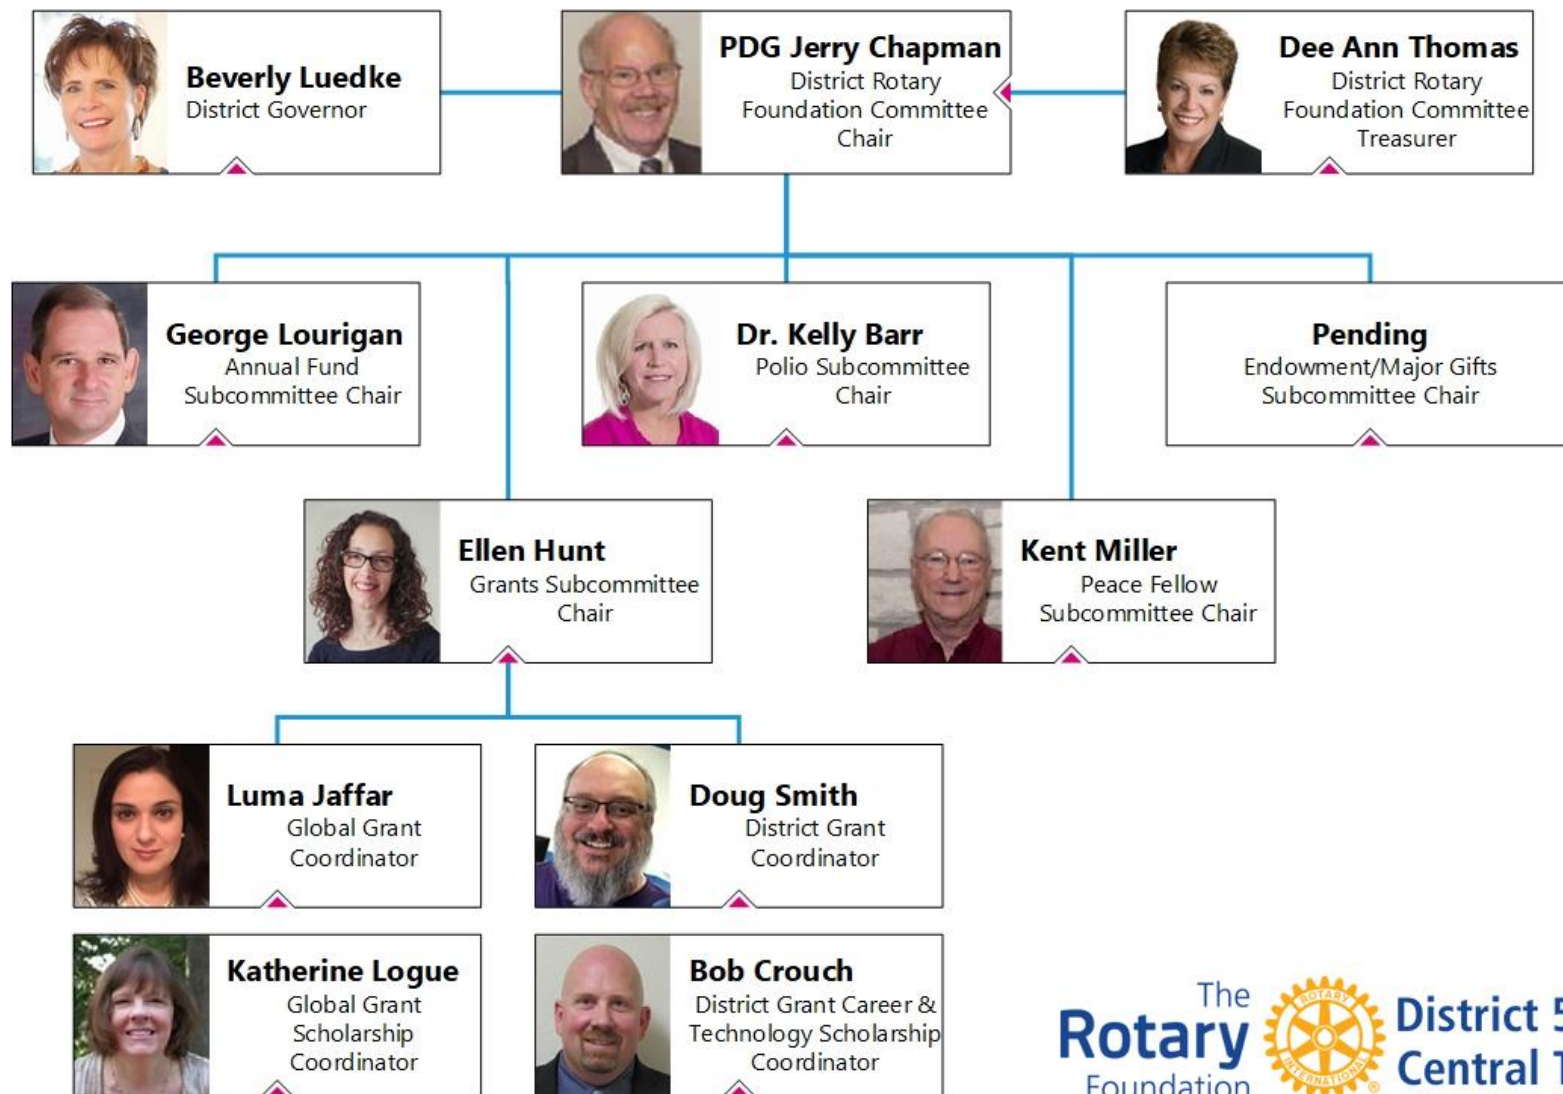 Beverly Luedke
District Governor
PDG Jerry Chapman
District Rotary
Foundation Committee
Chair
Dee Ann Thomas
District Rotary
Foundation Committee
Treasurer
George Lourigan
Annual Fund
Subcommittee Chair
Dr. Kelly Barr
Polio Subcommittee
Chair
Pending
Endowment/Major Gifts
Subcommittee Chair
Ellen Hunt
Grants Subcommittee
Chair
Kent Miller
Peace Fellow
Subcommittee Chair
Luma Jaffar
Global Grant
Coordinator
Doug Smith
District Grant
Coordinator
Katherine Logue
Global Grant
Scholarship
Coordinator
Bob Crouch
District Grant Career &
Technology Scholarship
Coordinator
The
Rotary
Foundation
ROTARY
INTERNATIONAL
®
District 5
Central T